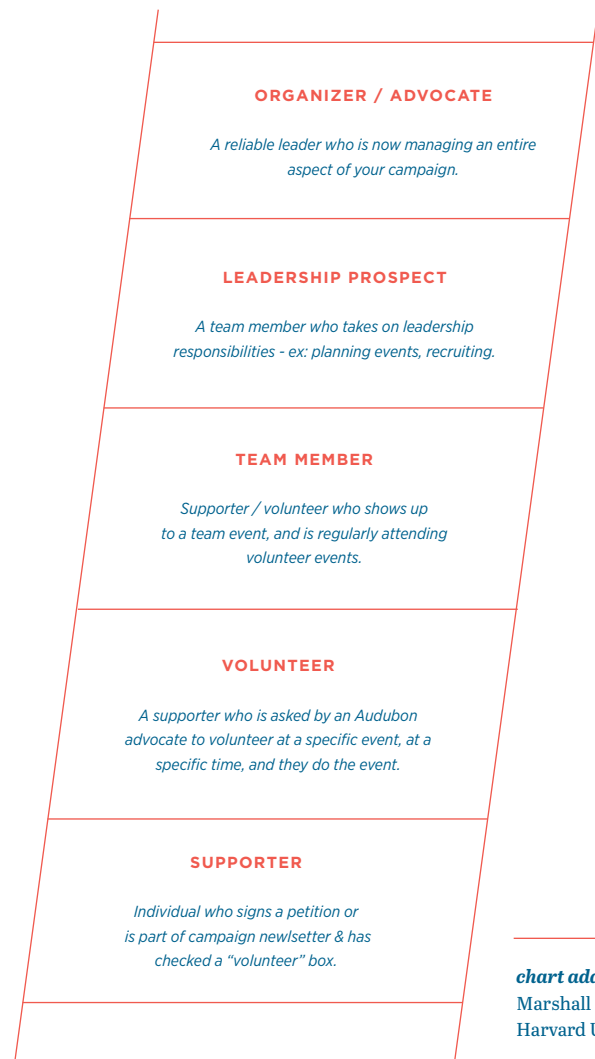 ORGANIZER / ADVOCATE
A reliable leader who is now managing an entire
aspect of your campaign.
LEADERSHIP PROSPECT
A team member who takes on leadership
responsibilities - ex: planning events, recruiting.
TEAM MEMBER
Supporter / volunteer who shows up
to a team event, and is regularly attending
volunteer events.
VOLUNTEER
A supporter who is asked by an Audubon
advocate to volunteer at a specific event, at a
specific time, and they do the event.
SUPPORTER
Individual who signs a petition or
is part of campaign newlsetter & has
checked a “volunteer” box.
chart
Marshall
Harvard